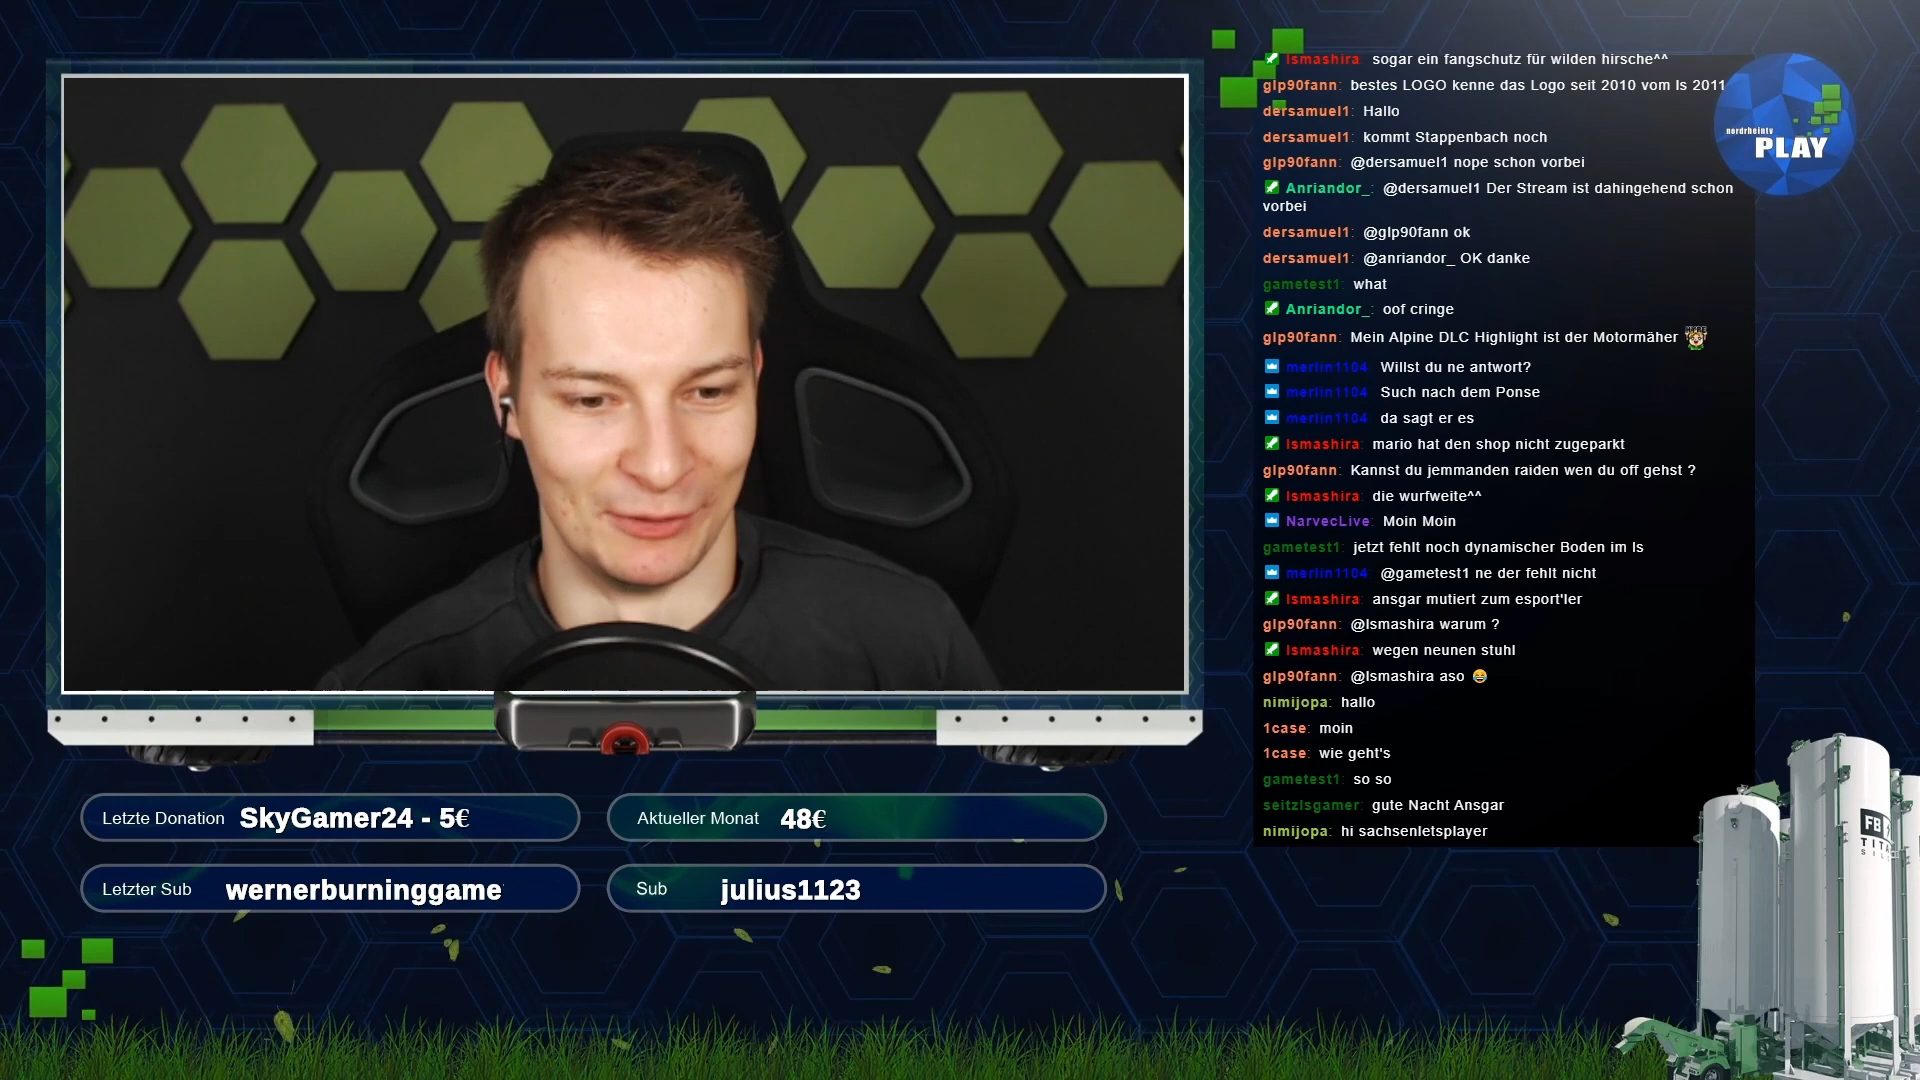 Ismashira: sogar ein fangschutz für wilden hirsche^^
glp90fann: bestes LOGO kenne das Logo seit 2010 vom ls 2011
dersamuel1: Hallo
dersamuel1: kommt Stappenbach noch
glp90fann: @dersamuel1 nope schon vorbei
Anriandor_: @dersamuel1 Der Stream ist dahingehend schon
vorbei
dersamuel1: @glp90fann ok
dersamuel1: @anriandor_ OK danke
gametest1: what
Anriandor_: oof cringe
glp90fann: Mein Alpine DLC Highlight ist der Motormäher
merlin1104: Willst du ne antwort?
merlin1104: Such nach dem Ponse
merlin1104: da sagt er es
Ismashira: mario hat den shop nicht zugeparkt
glp90fann: Kannst du jemmanden raiden wen du off gehst ?
Ismashira: die wurfweite^^
NarvecLive: Moin Moin
gametest1: jetzt fehlt noch dynamischer Boden im ls
merlin1104: @gametest1 ne der fehlt nicht
Ismashira: ansgar mutiert zum esport'ler
glp90fann: @Ismashira warum ?
Ismashira: wegen neunen stuhl
glp90fann: @Ismashira aso 😂
nimijopa: hallo
1case: moin
1case: wie geht's
gametest1: so so
seitzlsgamer: gute Nacht Ansgar
nimijopa: hi sachsenletsplayer
nordrheintv
PLAY
Letzte Donation SkyGamer24 - 5€
Aktueller Monat 48€
Letzter Sub wernerburninggame
Sub julius1123
FB